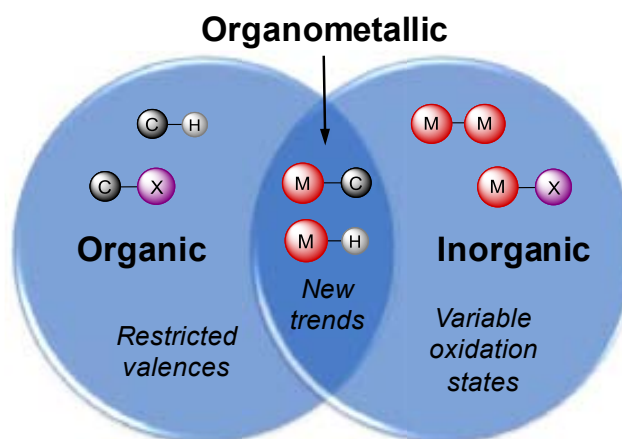 Organometallic
C H
M M
C X
M C
M X
M H
Organic
Inorganic
New
trends
Restricted
valences
Variable
oxidation
states